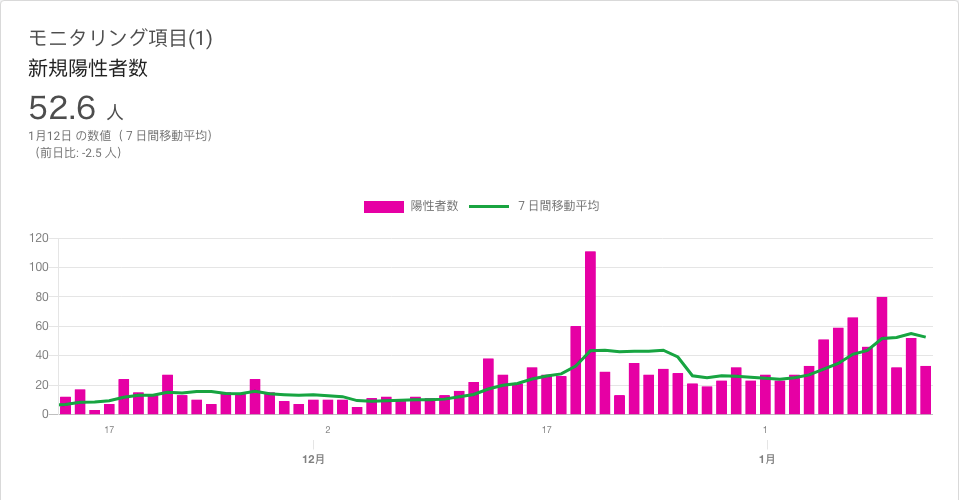 モニタリング項目(1)
新規陽性者数
52.6 人
1月12日 の数値（７日間移動平均）
（前日比: -2.5 人）
陽性者数 ７日間移動平均
120
100
80
60
40
20
0
17 2 17 1
12月 1月